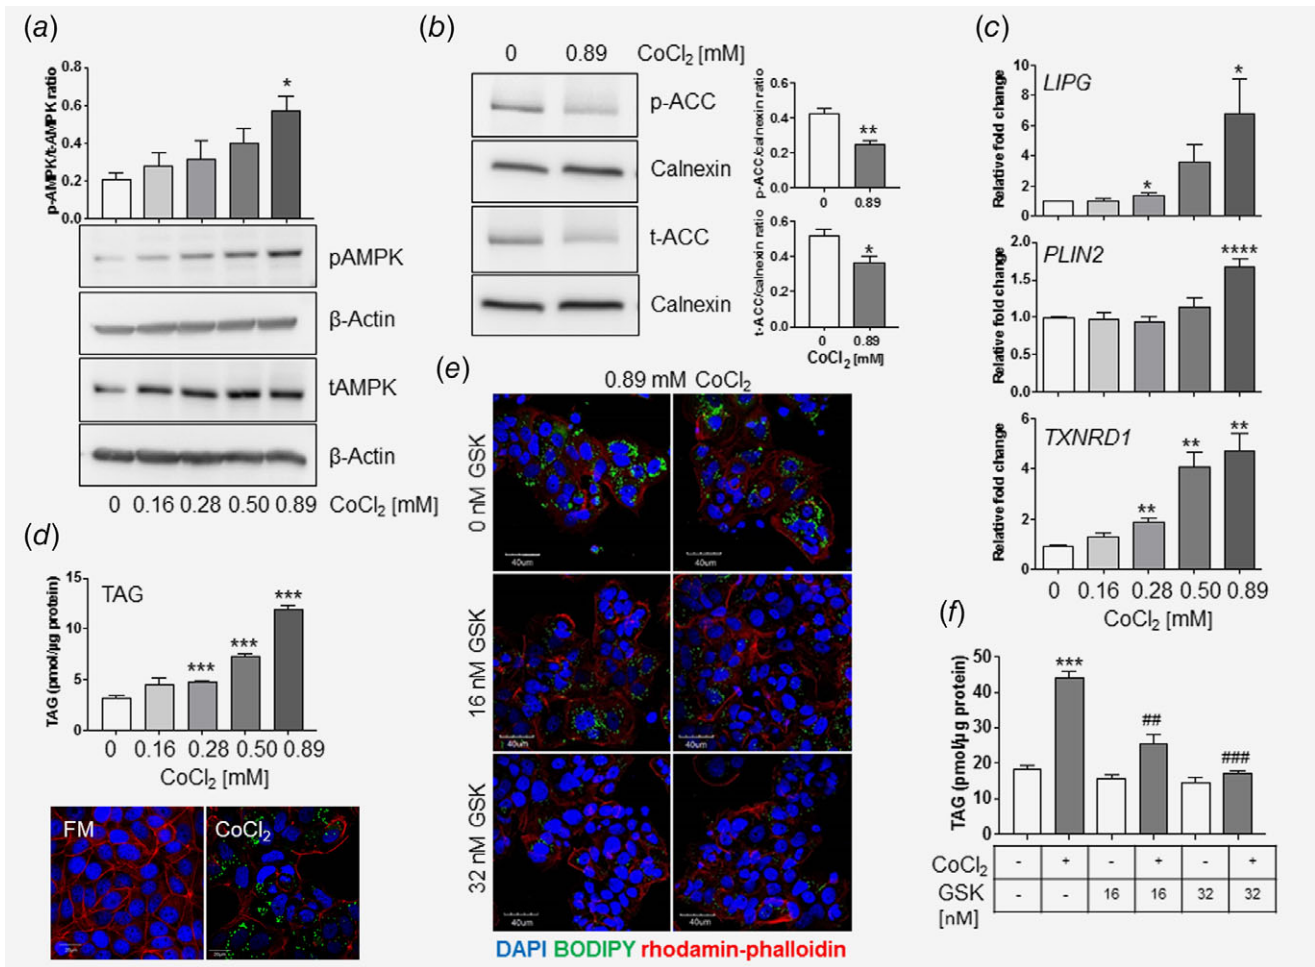 (a)
p-AMPK/t-AMPK ratio
0.8
0.6
0.4
0.2
0.0
*
pAMPK
β-Actin
tAMPK
β-Actin
0 0.16 0.28 0.50 0.89 CoCl2 [mM]
(b)
0 0.89 CoCl2 [mM]
p-ACC
Calnexin
t-ACC
Calnexin
p-ACC/calnexin ratio
0.6
0.4
0.2
0.0
**
0 0.89
t-ACC/calnexin ratio
0.6
0.4
0.2
0.0
*
0 0.89
CoCl2 [mM]
(c)
LIPG
Relative fold change
10
8
6
4
2
0
*
*
PLIN2
Relative fold change
2.0
1.5
1.0
0.5
0.0
****
TXNRD1
Relative fold change
6
4
2
0
**
**
**
0 0.16 0.28 0.50 0.89
CoCl2 [mM]
(d)
TAG
TAG (pmol/µg protein)
15
10
5
0
***
***
***
0 0.16 0.28 0.50 0.89
CoCl2 [mM]
FM
CoCl2
(e)
0.89 mM CoCl2
0 nM GSK
40um
40um
16 nM GSK
40um
40um
32 nM GSK
40um
40um
DAPI BODIPY rhodamin-phalloidin
(f)
TAG (pmol/µg protein)
50
40
30
20
10
0
***
##
###
CoCl2 - + - + - +
GSK - - 16 16 32 32
[nM]